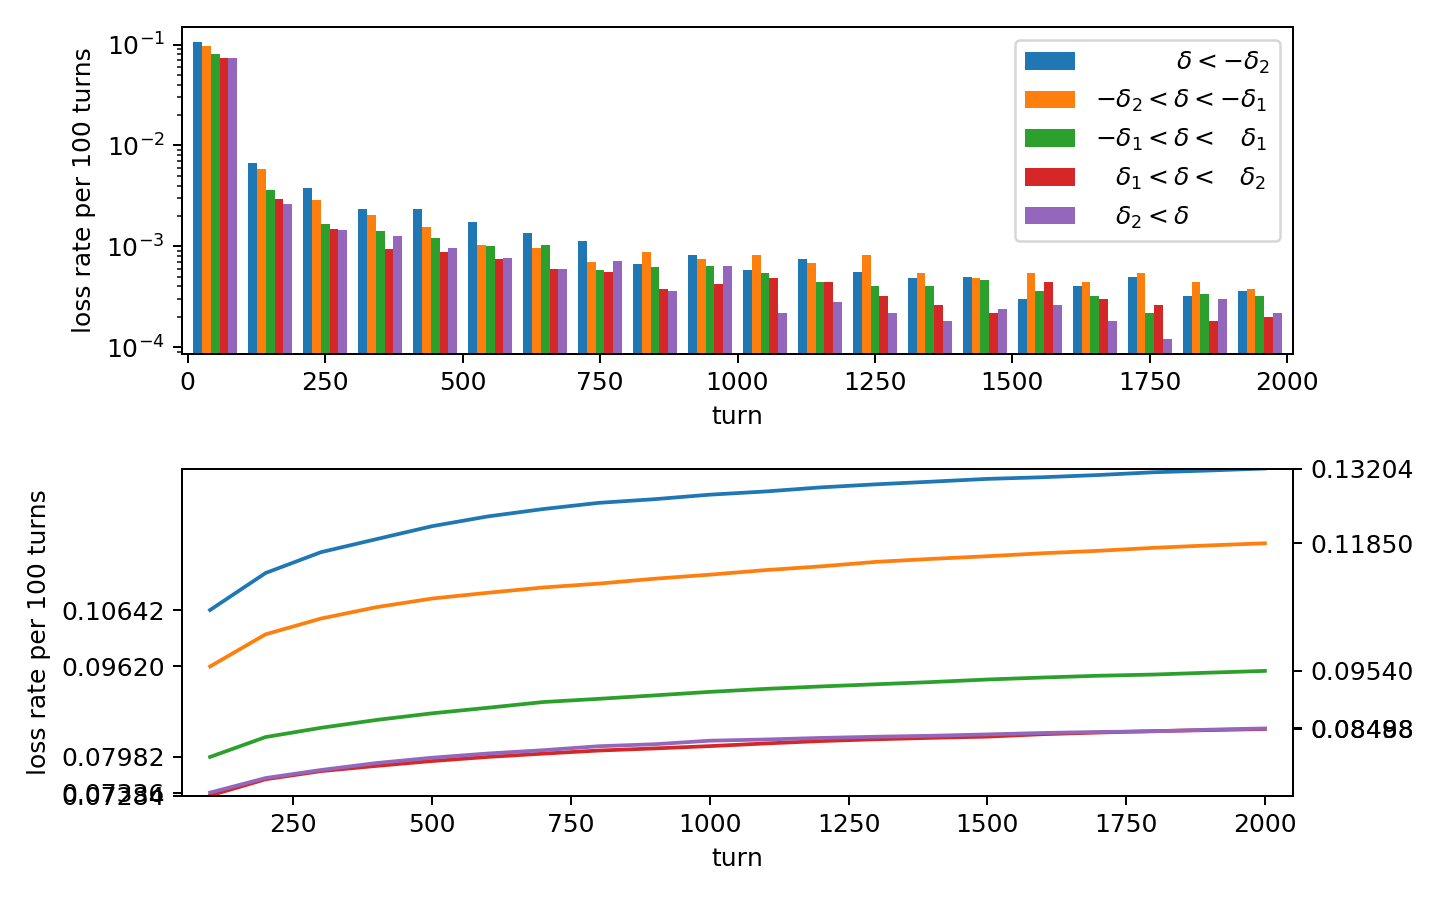 loss rate per 100 turns
10⁻¹
10⁻²
10⁻³
10⁻⁴
δ < −δ₂
−δ₂ < δ < −δ₁
−δ₁ < δ < δ₁
δ₁ < δ < δ₂
δ₂ < δ
0 250 500 750 1000 1250 1500 1750 2000
turn
loss rate per 100 turns
0.10642
0.09620
0.07982
0.13204
0.11850
0.09540
250 500 750 1000 1250 1500 1750 2000
turn